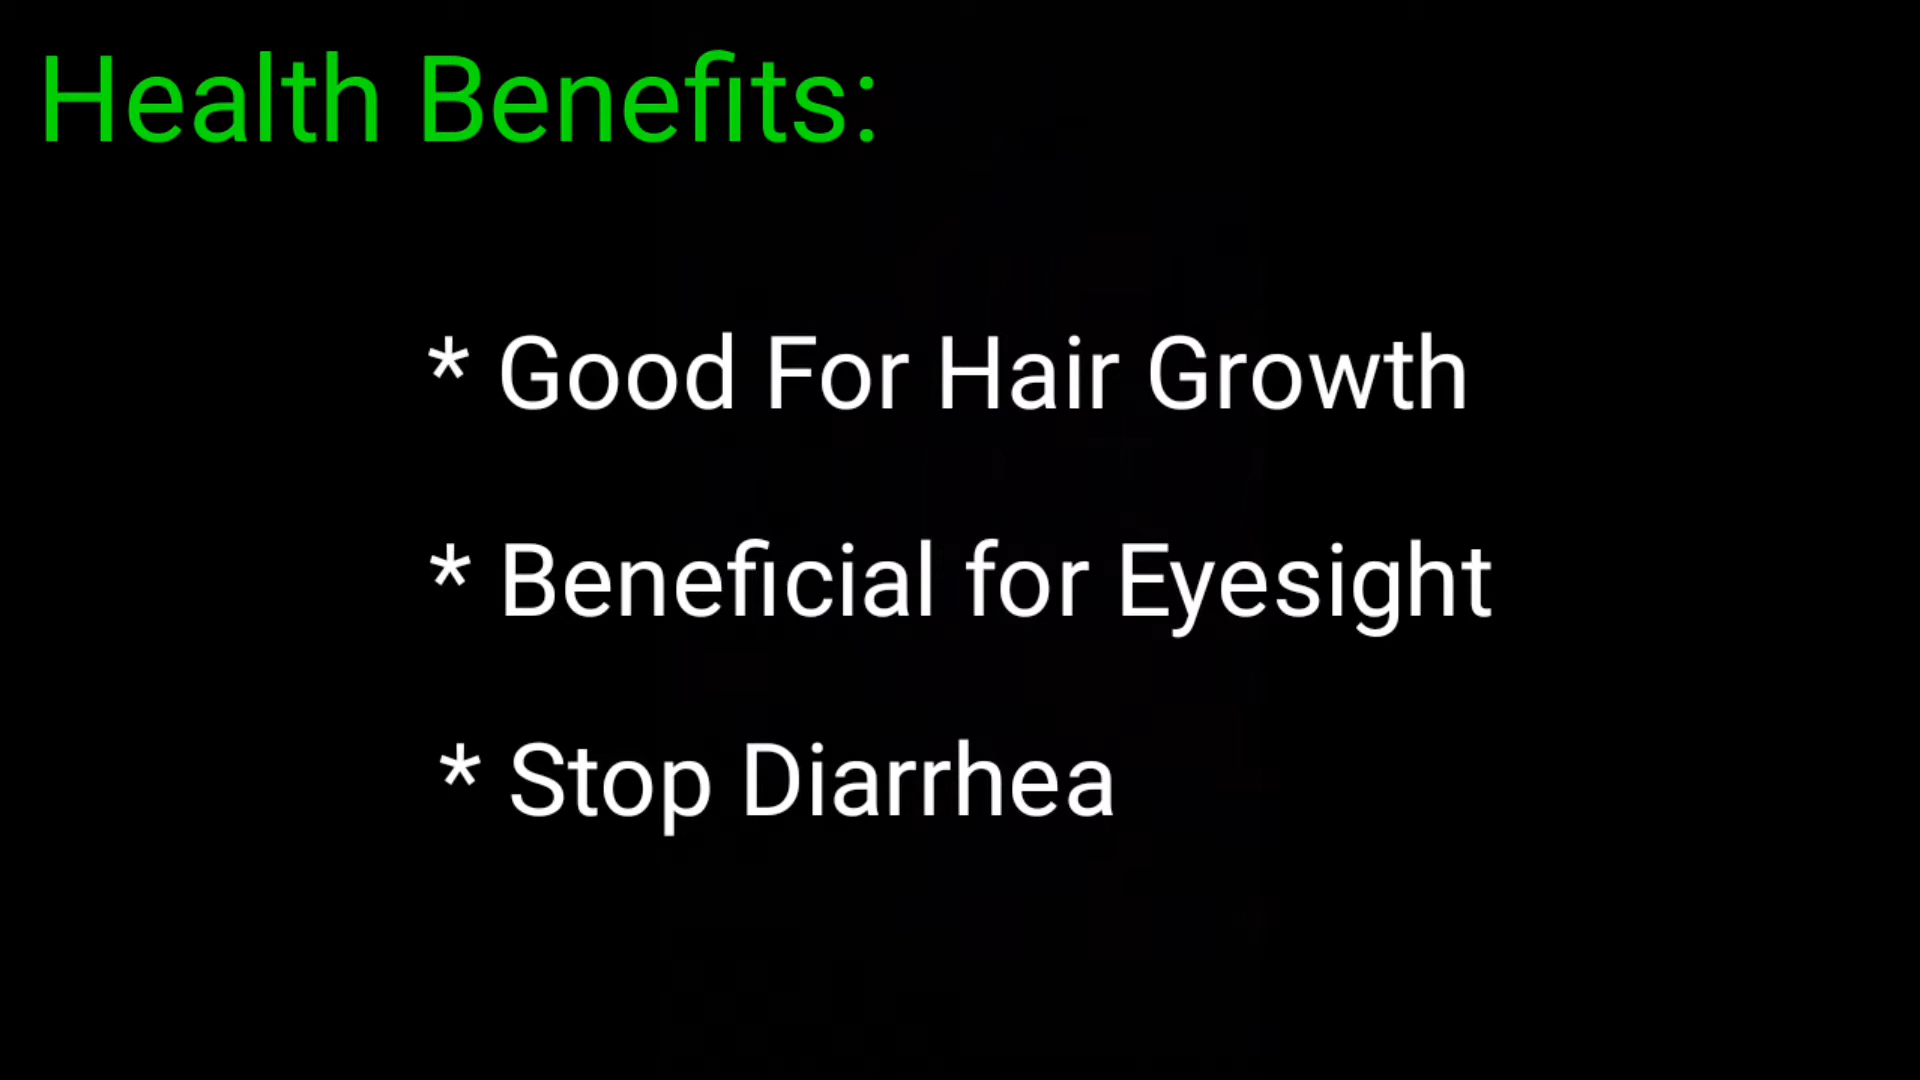 Health Benefits:
* Good For Hair Growth
* Beneficial for Eyesight
* Stop Diarrhea